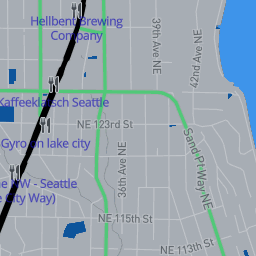 Hellbent Brewing
Company
39th Ave NE
42nd Ave NE
Kaffeeklatsch Seattle
NE 123rd St
Gyro on lake city
Sand Pt Way NE
36th Ave NE
NW - Seattle
City Way)
NE 115th St
NE 113th St